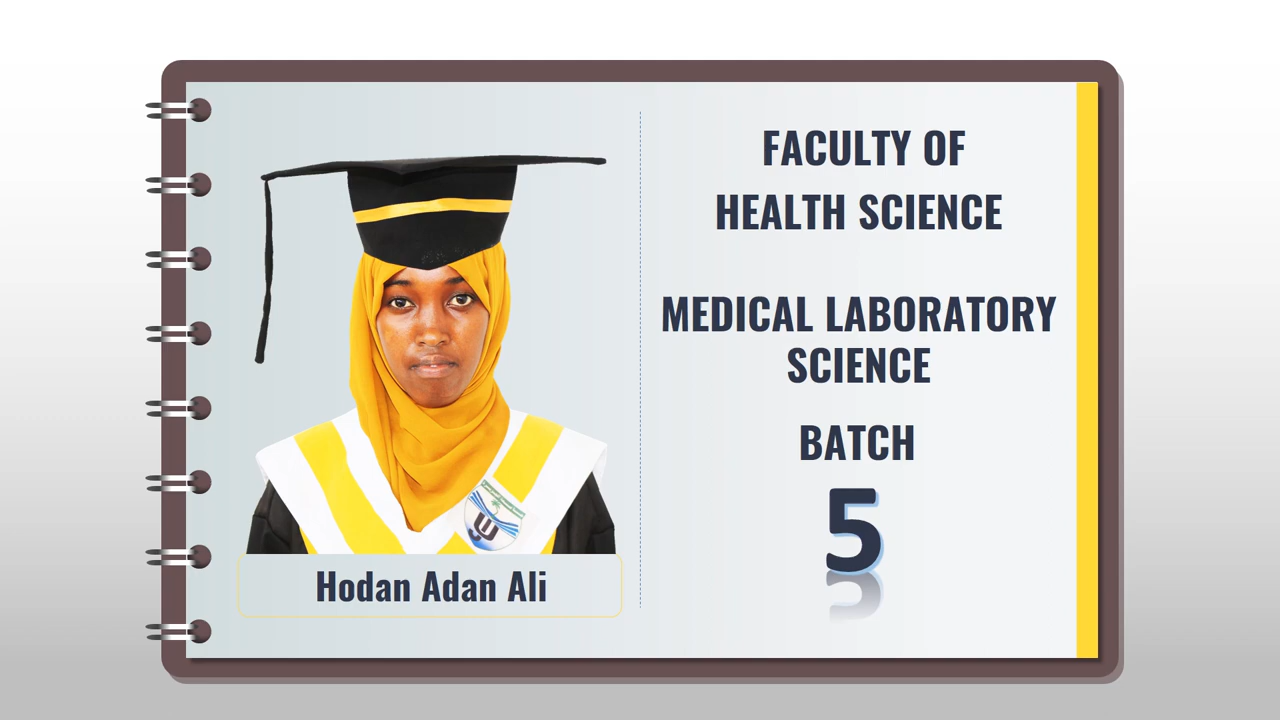 FACULTY OF
HEALTH SCIENCE
MEDICAL LABORATORY
SCIENCE
BATCH
5
Hodan Adan Ali